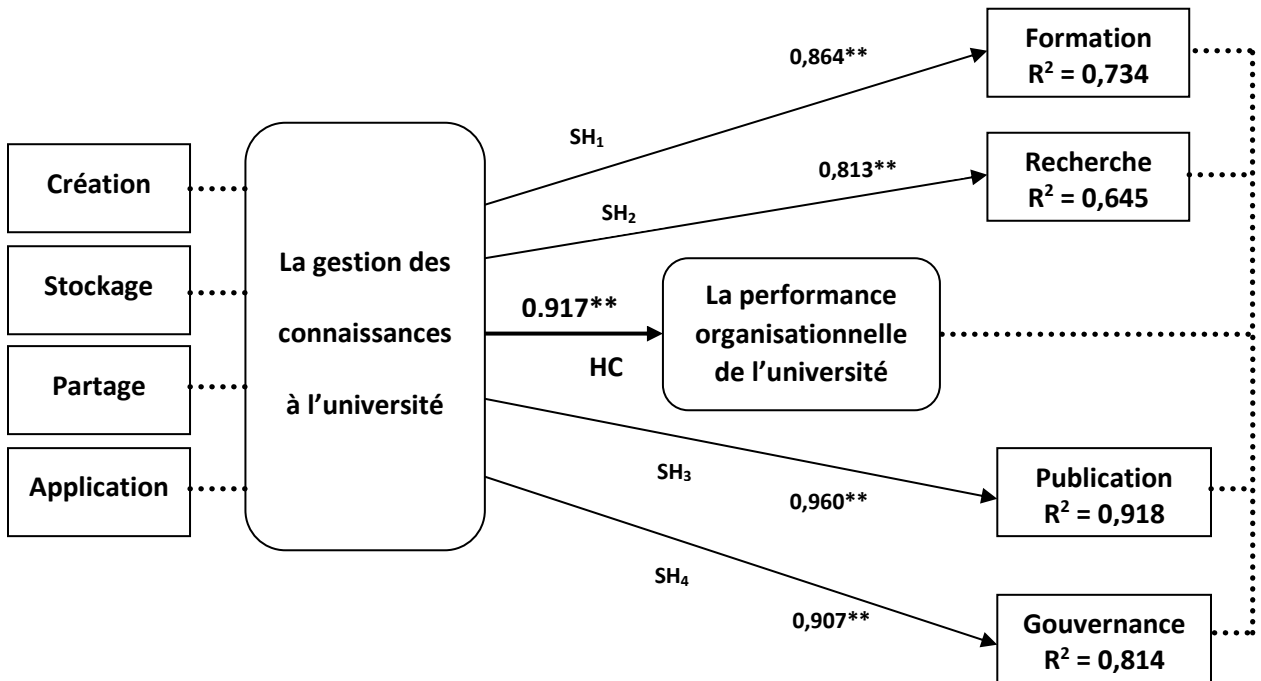 Création
Stockage
Partage
Application
La gestion des
connaissances
à l’université
SH₁
0,864**
SH₂
0,813**
0.917**
HC
SH₃
0,960**
SH₄
0,907**
Formation
R² = 0,734
Recherche
R² = 0,645
La performance
organisationnelle
de l’université
Publication
R² = 0,918
Gouvernance
R² = 0,814